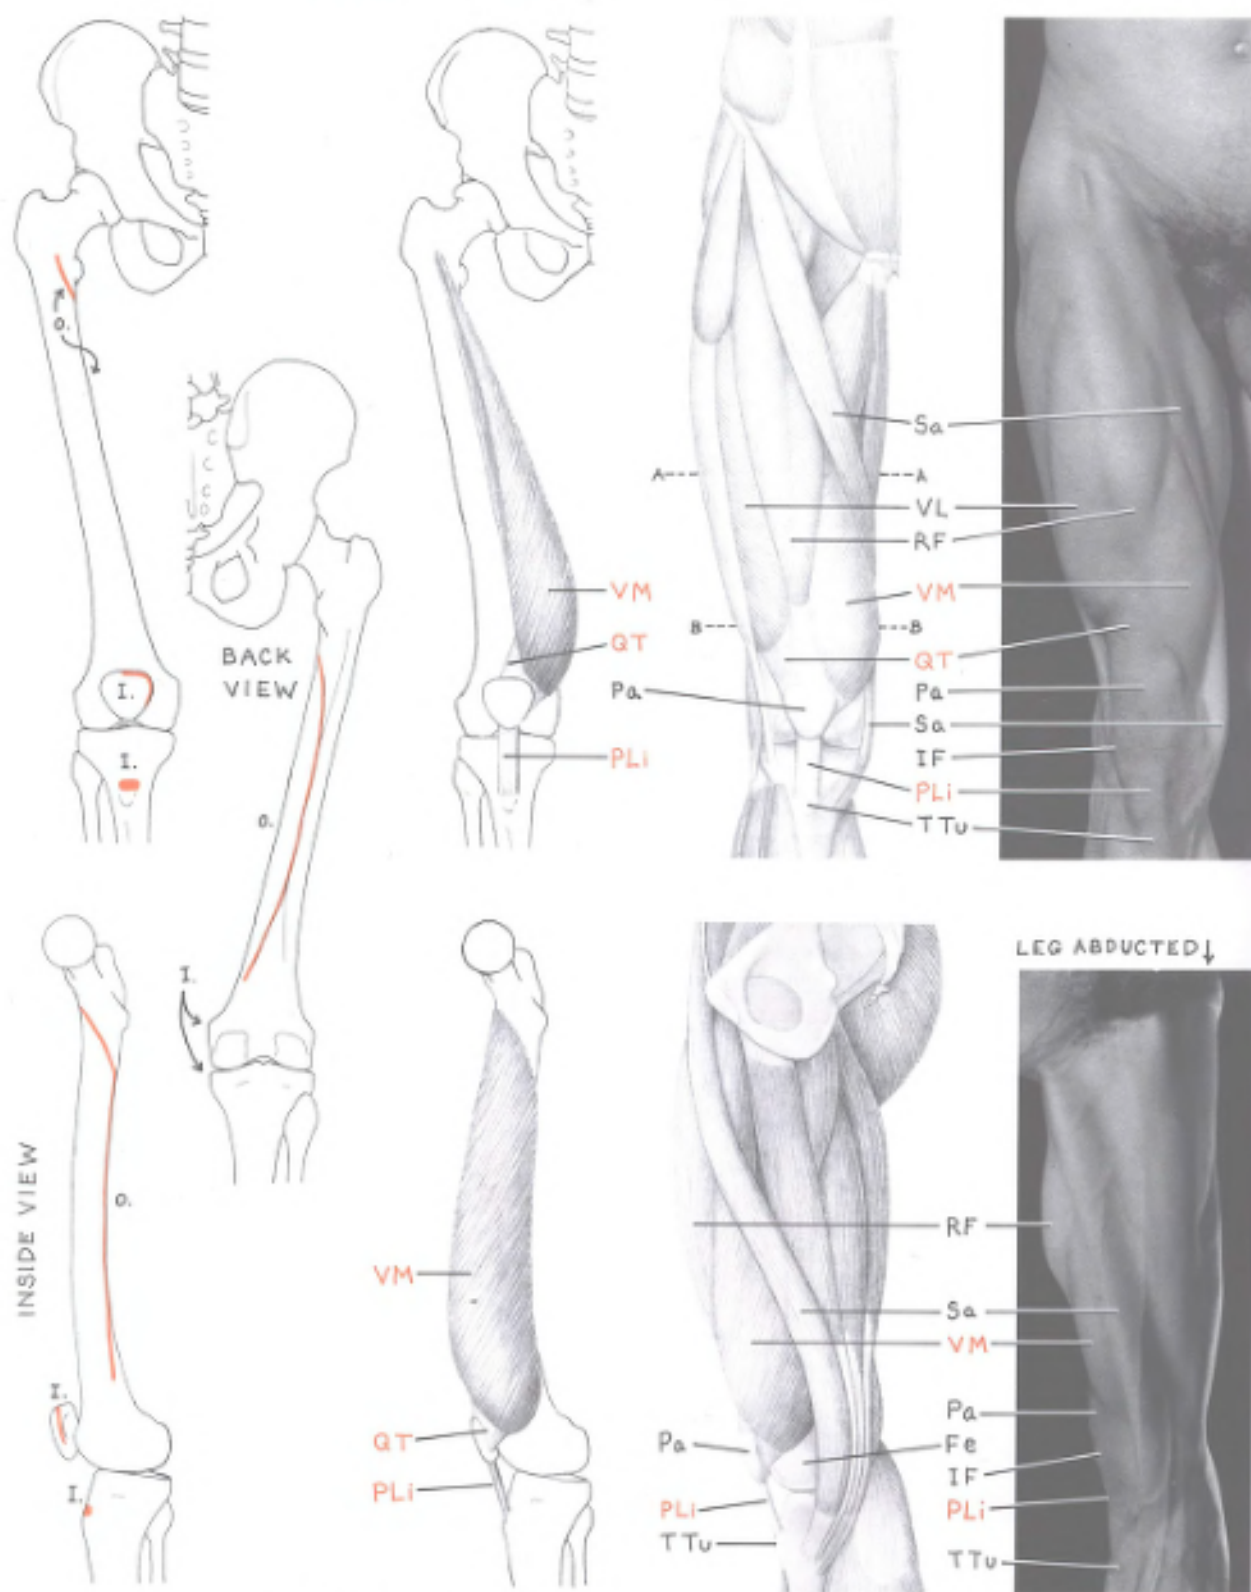 o.
I.
I.
BACK
VIEW
o.
I.
VM
QT
Pa
PLi
A
A
B
B
Sa
VL
RF
VM
QT
Pa
Sa
IF
PLi
TTu
INSIDE VIEW
o.
I.
I.
VM
QT
PLi
LEG ABDUCTED↓
RF
Sa
VM
Pa
Pa
Fe
IF
PLi
PLi
TTu
TTu